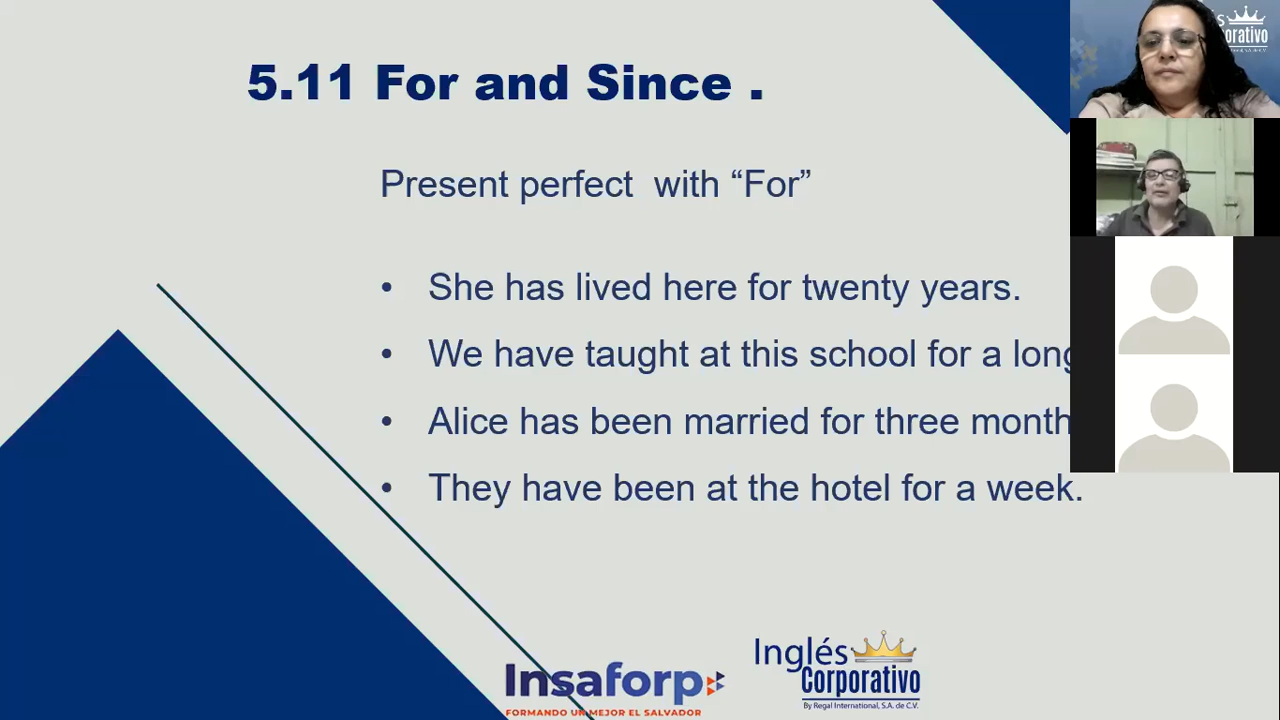 5.11 For and Since .
Present perfect with “For”
• She has lived here for twenty years.
• We have taught at this school for a long
• Alice has been married for three month
• They have been at the hotel for a week.
Insaforp
FORMANDO UN MEJOR EL SALVADOR
Inglés
Corporativo
By Regal International, S.A. de C.V.